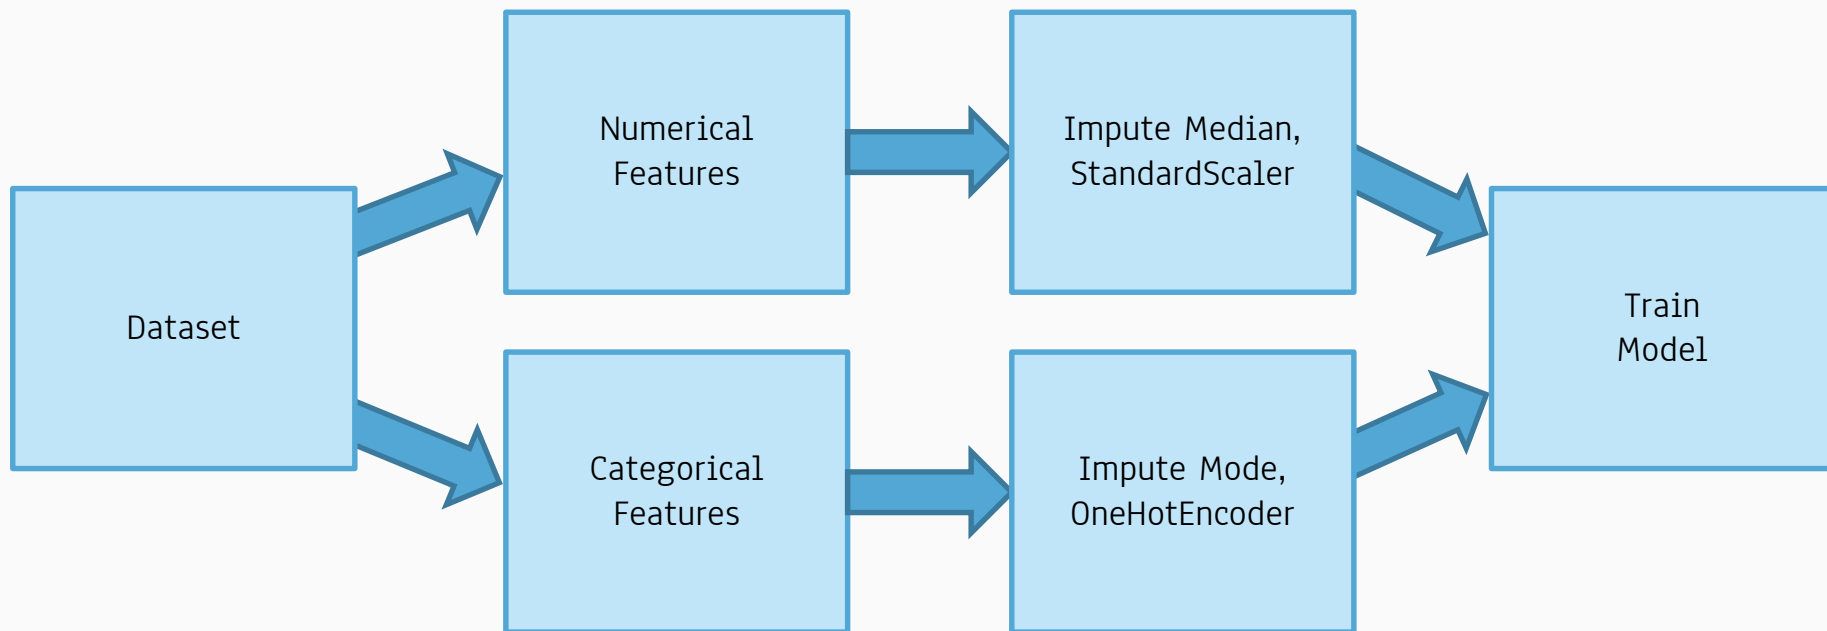 Dataset
Numerical
Features
Impute Median,
StandardScaler
Categorical
Features
Impute Mode,
OneHotEncoder
Train
Model